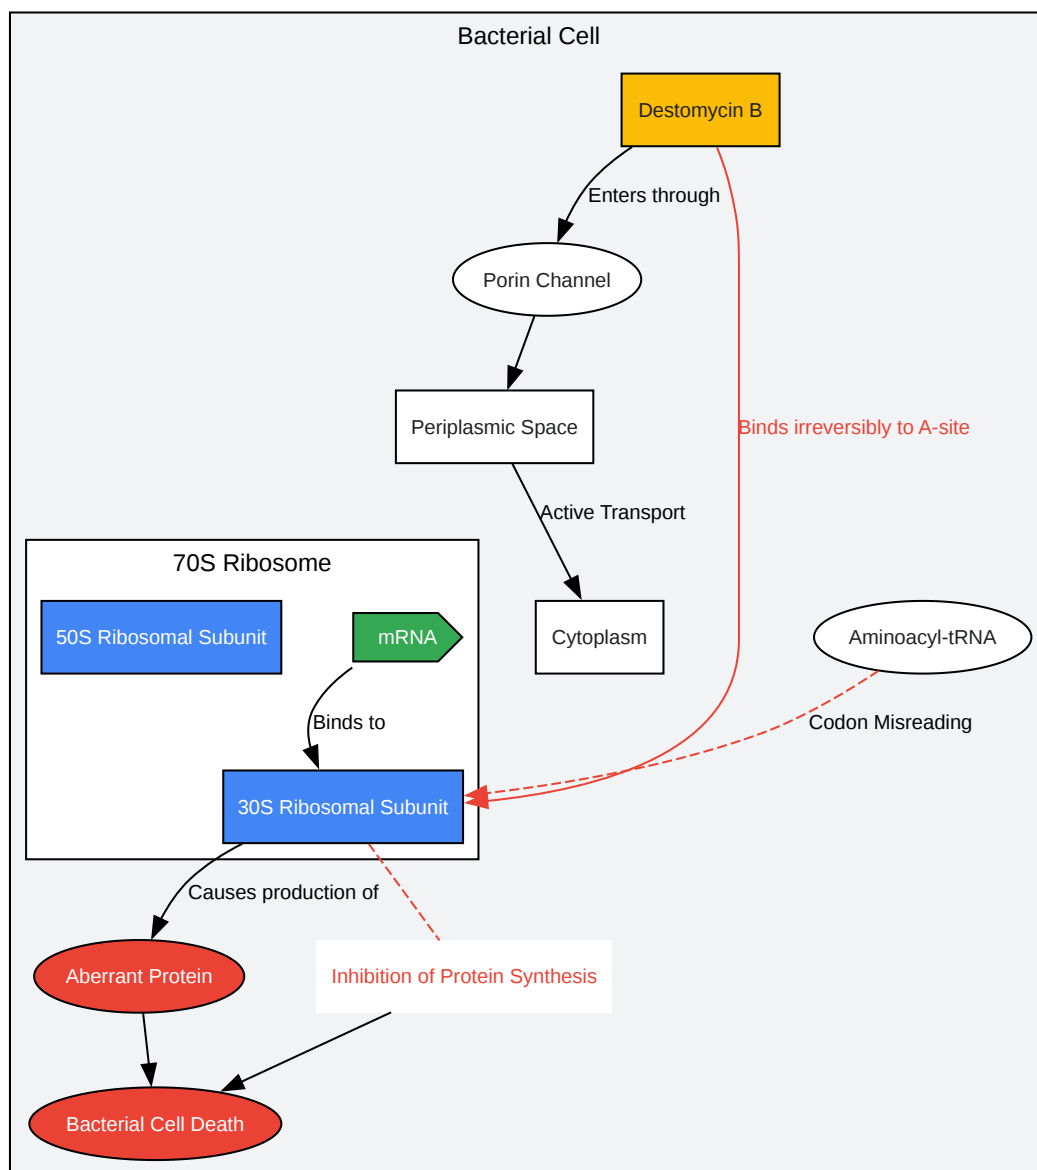 Bacterial Cell
Destomycin B
Enters through
Porin Channel
Periplasmic Space
Binds irreversibly to A-site
Active Transport
70S Ribosome
50S Ribosomal Subunit
mRNA
Cytoplasm
Aminoacyl-tRNA
Binds to
Codon Misreading
30S Ribosomal Subunit
Causes production of
Aberrant Protein
Inhibition of Protein Synthesis
Bacterial Cell Death